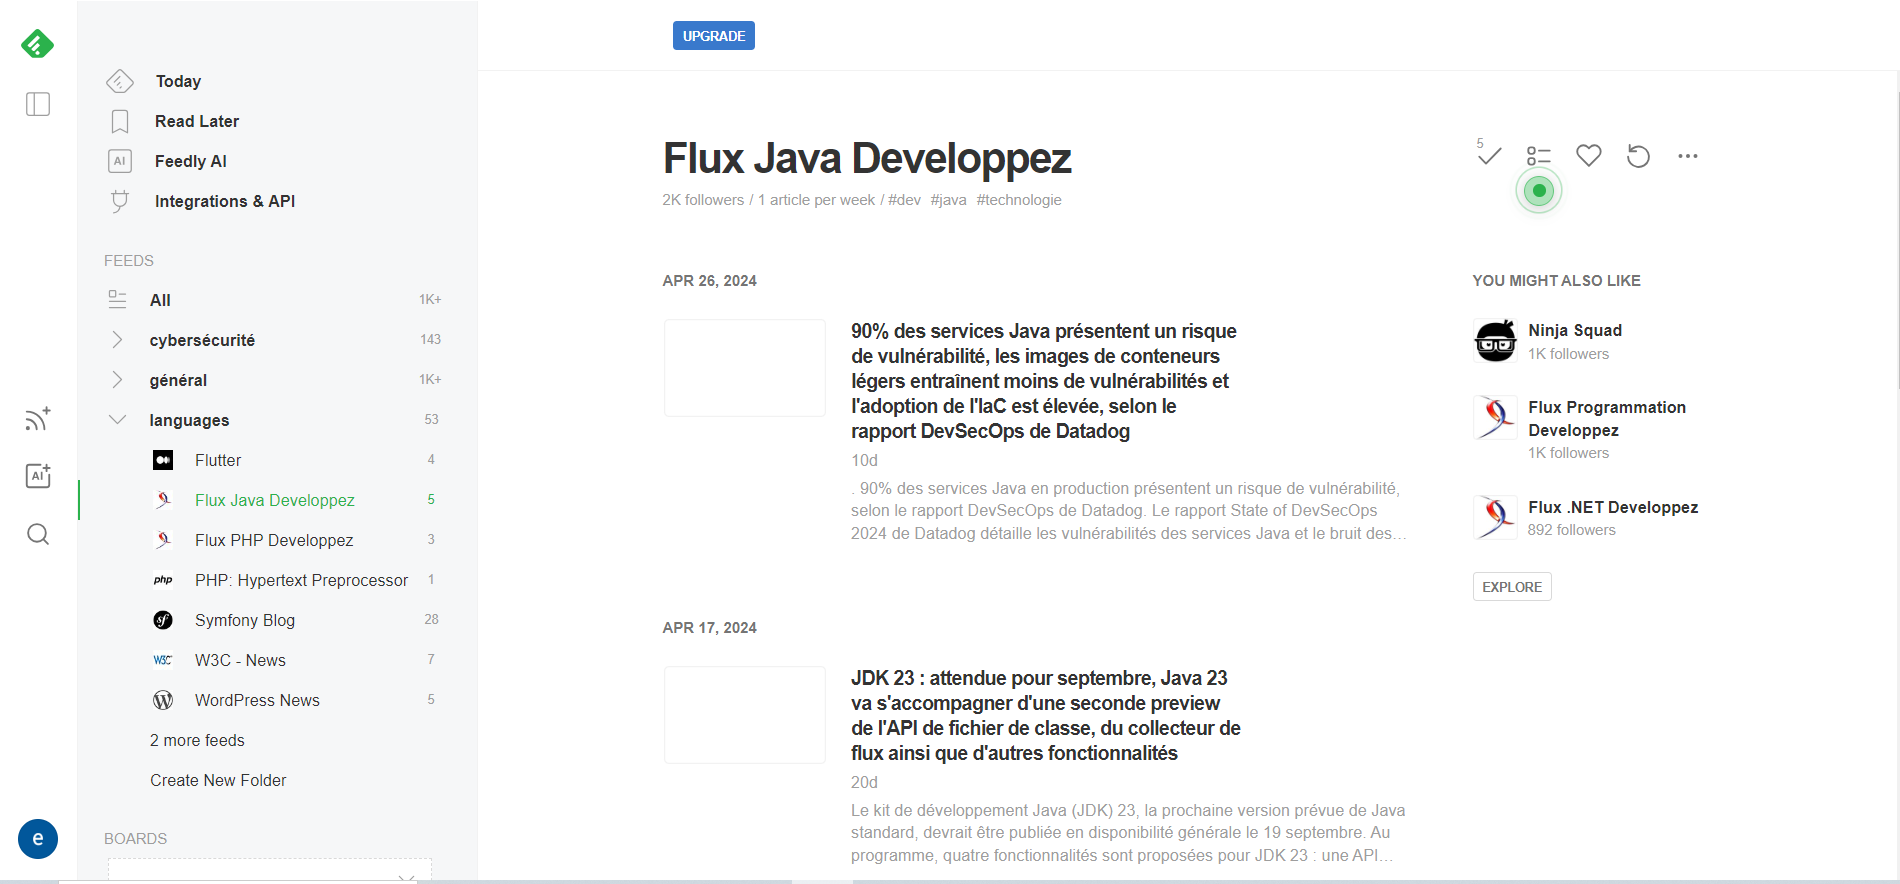 UPGRADE
Today
Read Later
AI
Feedly AI
Integrations & API
FEEDS
All 1K+
cybersécurité 143
général 1K+
languages 53
Flutter 4
Flux Java Developpez 5
Flux PHP Developpez 3
php
PHP: Hypertext Preprocessor 1
sf
Symfony Blog 28
W3C
W3C - News 7
WordPress News 5
2 more feeds
Create New Folder
BOARDS
AI
e
Flux Java Developpez
2K followers / 1 article per week / #dev #java #technologie
5
APR 26, 2024
90% des services Java présentent un risque
de vulnérabilité, les images de conteneurs
légers entraînent moins de vulnérabilités et
l'adoption de l'IaC est élevée, selon le
rapport DevSecOps de Datadog
10d
. 90% des services Java en production présentent un risque de vulnérabilité,
selon le rapport DevSecOps de Datadog. Le rapport State of DevSecOps
2024 de Datadog détaille les vulnérabilités des services Java et le bruit des...
APR 17, 2024
JDK 23 : attendue pour septembre, Java 23
va s'accompagner d'une seconde preview
de l'API de fichier de classe, du collecteur de
flux ainsi que d'autres fonctionnalités
20d
Le kit de développement Java (JDK) 23, la prochaine version prévue de Java
standard, devrait être publiée en disponibilité générale le 19 septembre. Au
programme, quatre fonctionnalités sont proposées pour JDK 23 : une API...
YOU MIGHT ALSO LIKE
Ninja Squad
1K followers
Flux Programmation
Developpez
1K followers
Flux .NET Developpez
892 followers
EXPLORE